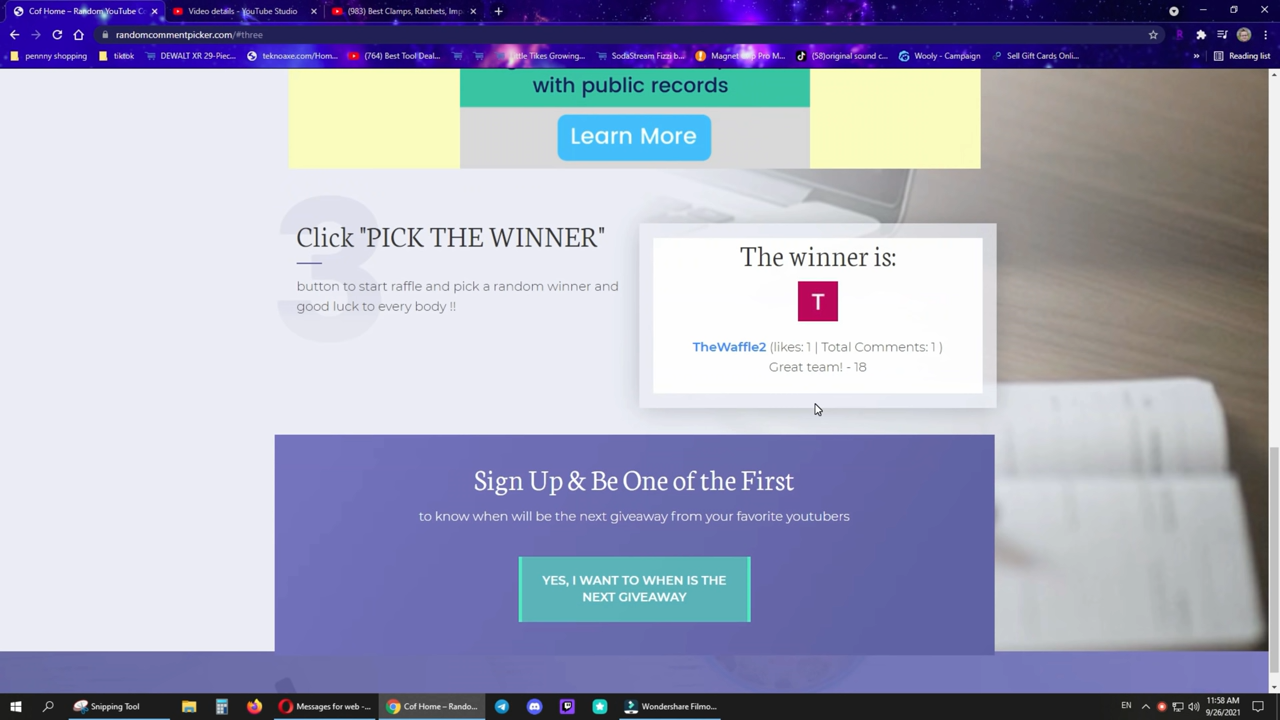 Cof Home – Random YouTube C
Video details - YouTube Studio
(983) Best Clamps, Ratchets, Imp
randomcommentpicker.com/#three
pennny shopping
tiktok
DEWALT XR 29-Piec...
teknoaxe.com/Hom...
(764) Best Tool Deal...
Little Tikes Growing...
SodaStream Fizzi b...
Pro M...
(58)original sound c...
Wooly - Campaign
Sell Gift Cards Onli...
»
Reading list
with public records
Learn More
3
Click "PICK THE WINNER"
button to start raffle and pick a random winner and
good luck to every body !!
The winner is:
T
TheWaffle2 (likes: 1 | Total Comments: 1 )
Great team! - 18
Sign Up & Be One of the First
to know when will be the next giveaway from your favorite youtubers
YES, I WANT TO WHEN IS THE
NEXT GIVEAWAY
Snipping Tool
Messages for web -...
Cof Home – Rando...
Wondershare Filmo...
EN
11:58 AM
9/26/2021